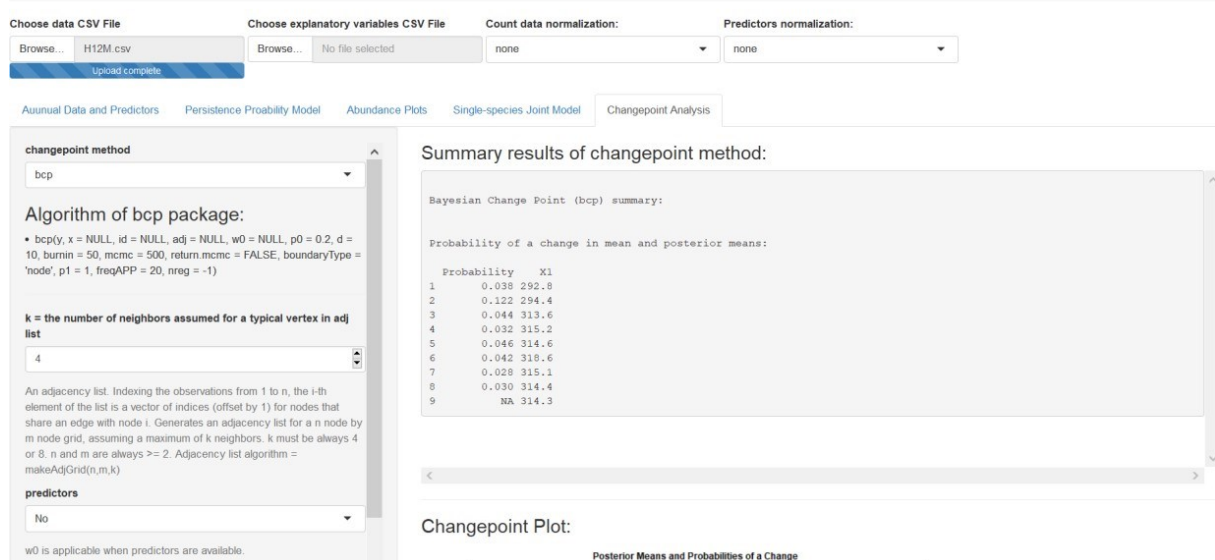 Choose data CSV File
Choose explanatory variables CSV File
Count data normalization:
Predictors normalization:
Browse... H12M.csv
Browse... No file selected
none
none
Upload complete
Auunual Data and Predictors
Persistence Proability Model
Abundance Plots
Single-species Joint Model
Changepoint Analysis
changepoint method
bcp
Algorithm of bcp package:
• bcp(y, x = NULL, id = NULL, adj = NULL, w0 = NULL, p0 = 0.2, d =
10, burnin = 50, mcmc = 500, return.mcmc = FALSE, boundaryType =
'node', p1 = 1, freqAPP = 20, nreg = -1)
k = the number of neighbors assumed for a typical vertex in adj
list
4
An adjacency list. Indexing the observations from 1 to n, the i-th
element of the list is a vector of indices (offset by 1) for nodes that
share an edge with node i. Generates an adjacency list for a n node by
m node grid, assuming a maximum of k neighbors. k must be always 4
or 8. n and m are always >= 2. Adjacency list algorithm =
makeAdjGrid(n,m,k)
predictors
No
w0 is applicable when predictors are available.
Summary results of changepoint method:
Bayesian Change Point (bcp) summary:
Probability of a change in mean and posterior means:
Probability X1
1 0.038 292.8
2 0.122 294.4
3 0.044 313.6
4 0.032 315.2
5 0.046 314.6
6 0.042 318.6
7 0.028 315.1
8 0.030 314.4
9 NA 314.3
Changepoint Plot:
Posterior Means and Probabilities of a Change